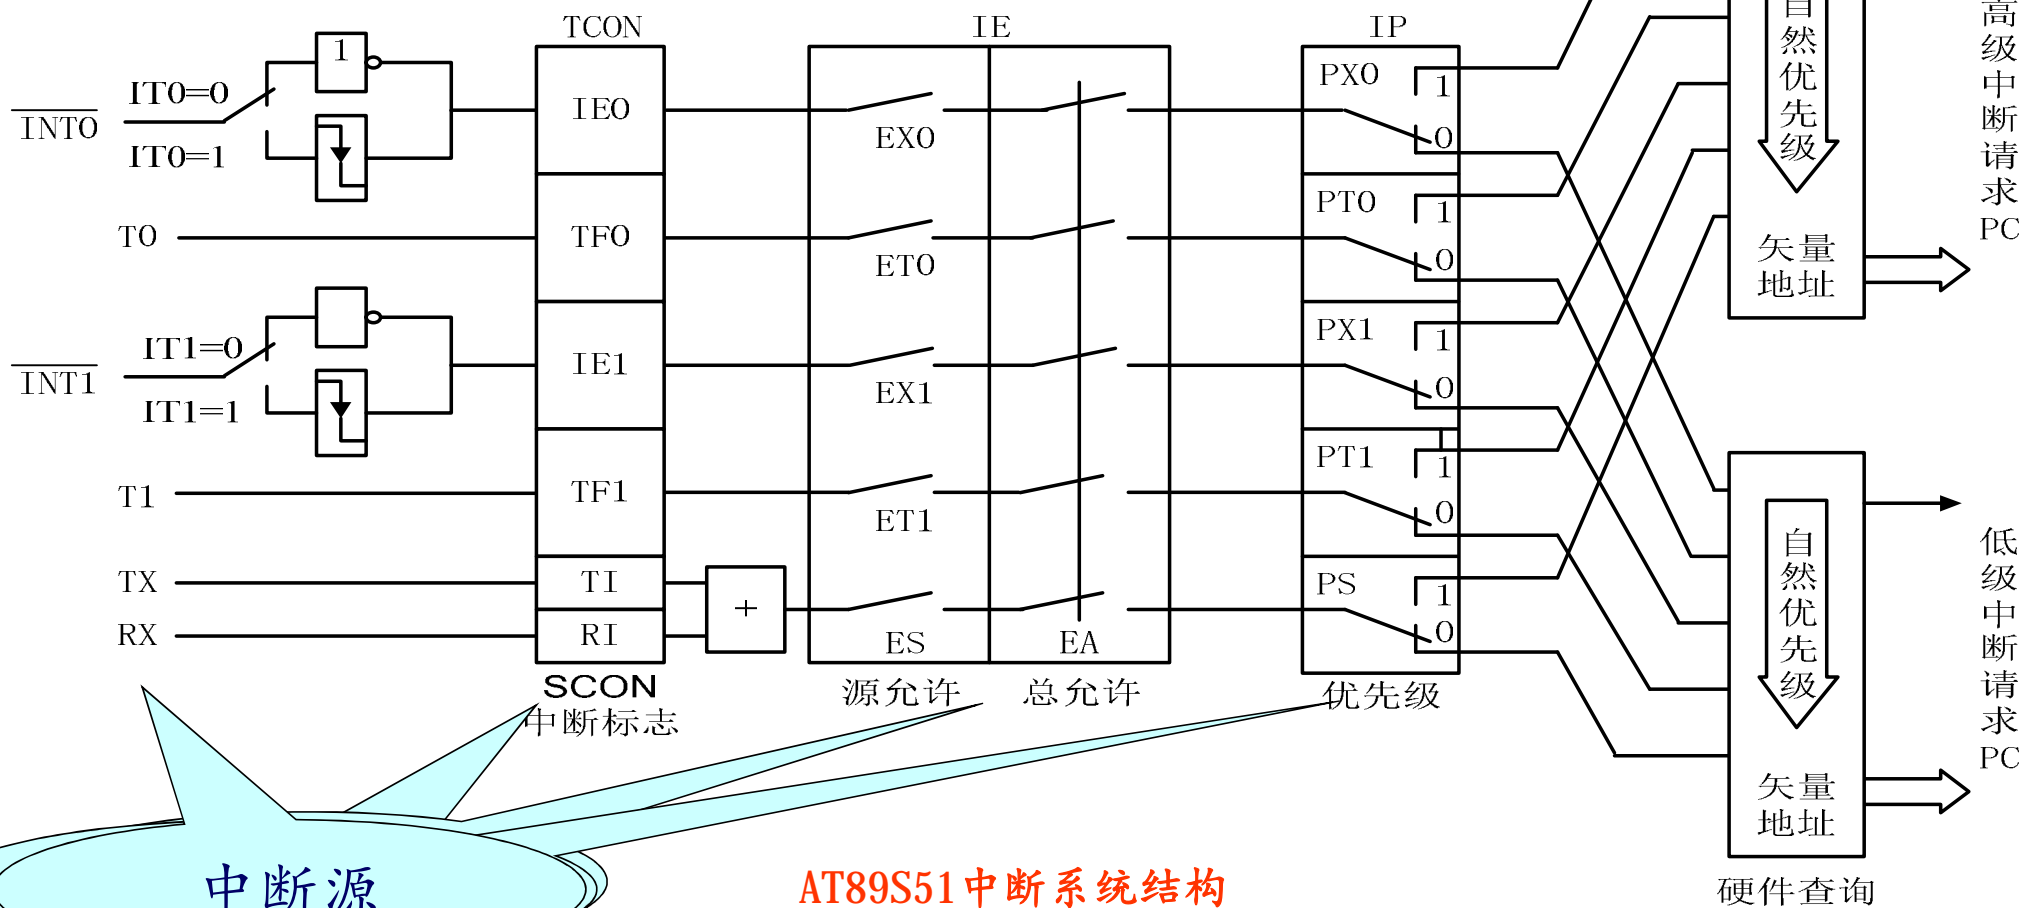 TCON
IE
IP
1
IT0=0
INT0
IT0=1
IE0
EX0
PX0
1
0
T0
TF0
ET0
PT0
1
0
IT1=0
INT1
IT1=1
IE1
EX1
PX1
1
0
T1
TF1
ET1
PT1
1
0
TX
TI
RX
RI
+
ES
EA
PS
1
0
SCON
中断标志
源允许
总允许
优先级
自然优先级
矢量
地址
高级中断请求
PC
自然优先级
矢量
地址
低级中断请求
PC
硬件查询
中断源
AT89S51中断系统结构